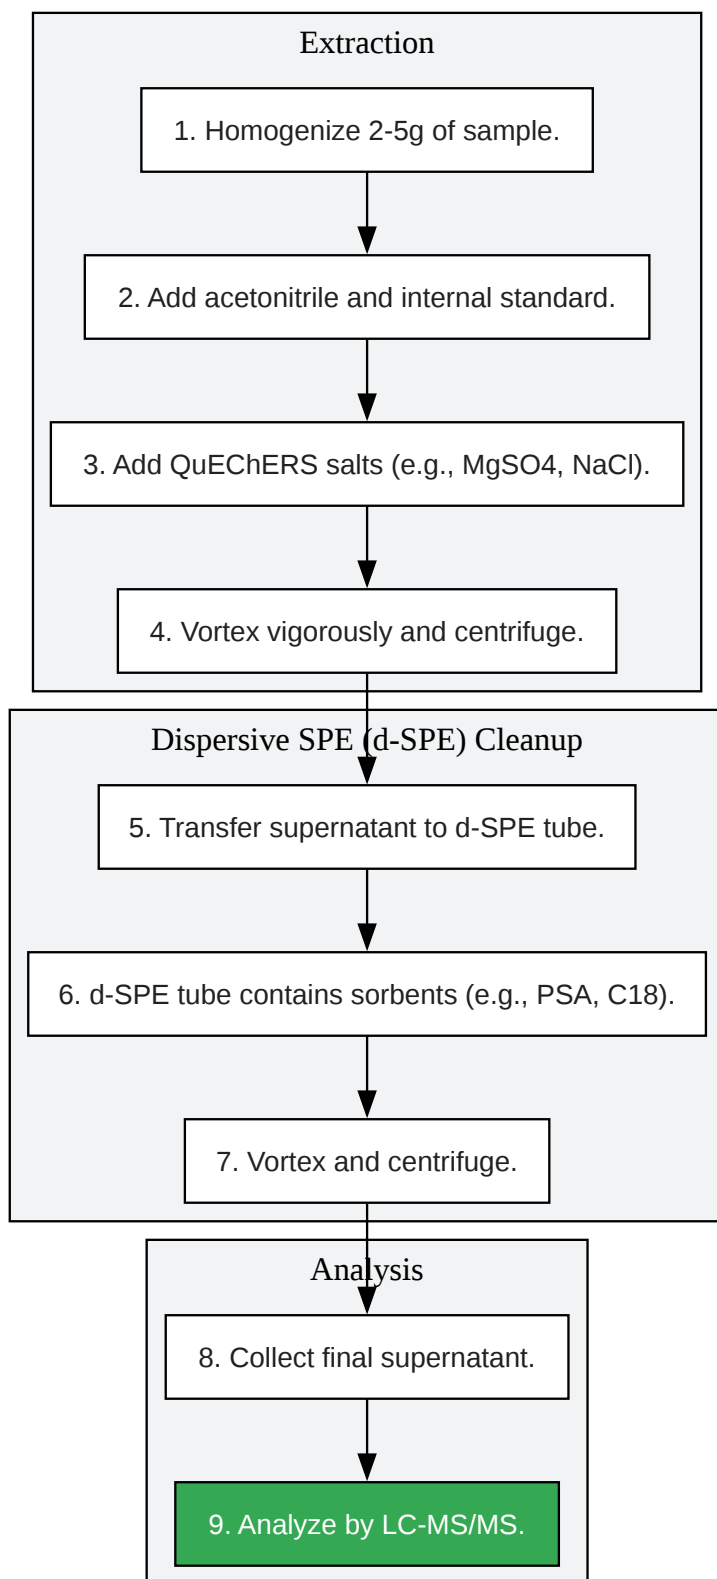 Extraction
1. Homogenize 2-5g of sample.
2. Add acetonitrile and internal standard.
3. Add QuEChERS salts (e.g., MgSO4, NaCl).
4. Vortex vigorously and centrifuge.
Dispersive SPE (d-SPE) Cleanup
5. Transfer supernatant to d-SPE tube.
6. d-SPE tube contains sorbents (e.g., PSA, C18).
7. Vortex and centrifuge.
Analysis
8. Collect final supernatant.
9. Analyze by LC-MS/MS.